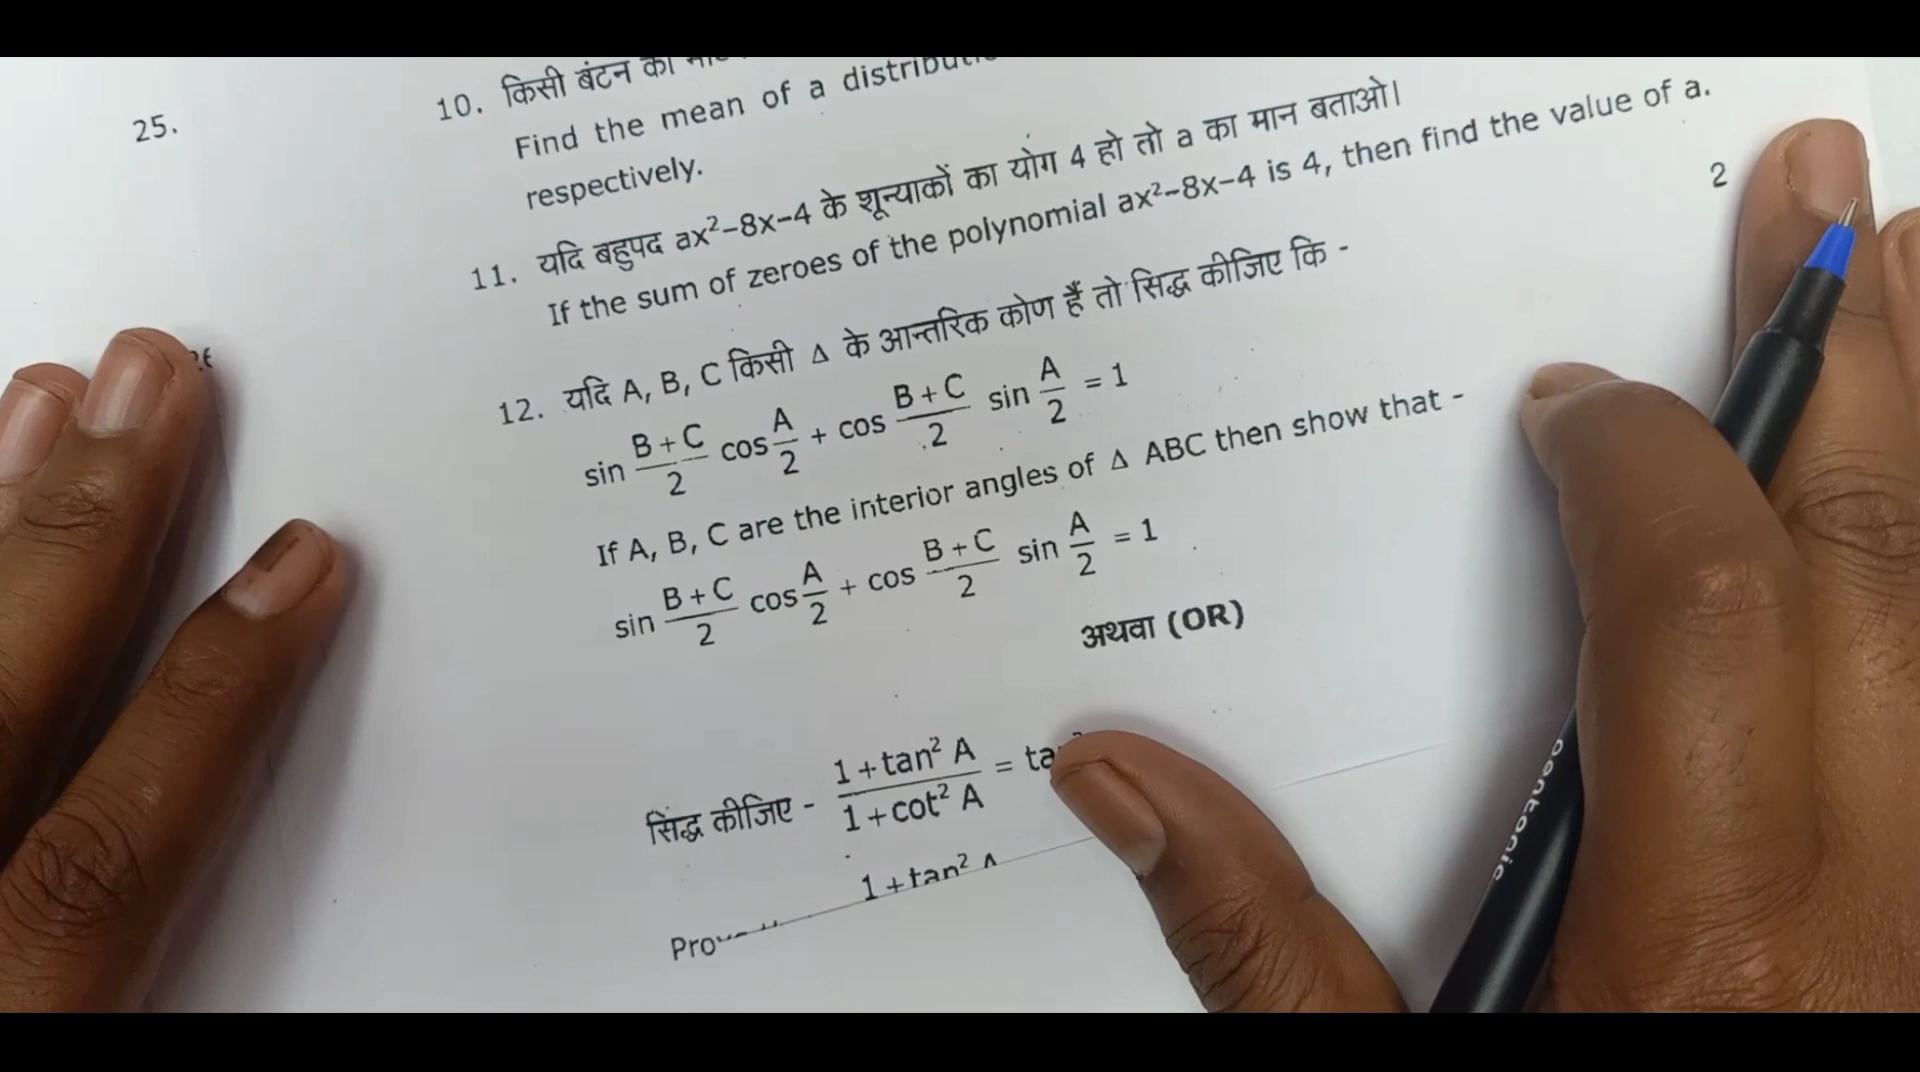 25.
10. किसी बंटन का
Find the mean of a
respectively.
11. यदि बहुपद ax²−8x−4 के शून्याकों का योग 4 हो तो a का मान बताओ।
If the sum of zeroes of the polynomial ax²−8x−4 is 4, then find the value of a.
2
12. यदि A, B, C किसी Δ के आन्तरिक कोण हैं तो सिद्ध कीजिए कि -
sin (B+C)/2 cos A/2 + cos (B+C)/2 sin A/2 = 1
If A, B, C are the interior angles of Δ ABC then show that -
sin (B+C)/2 cos A/2 + cos (B+C)/2 sin A/2 = 1
अथवा (OR)
सिद्ध कीजिए - (1+tan² A)/(1+cot² A) =
1+tan² A
pentonic